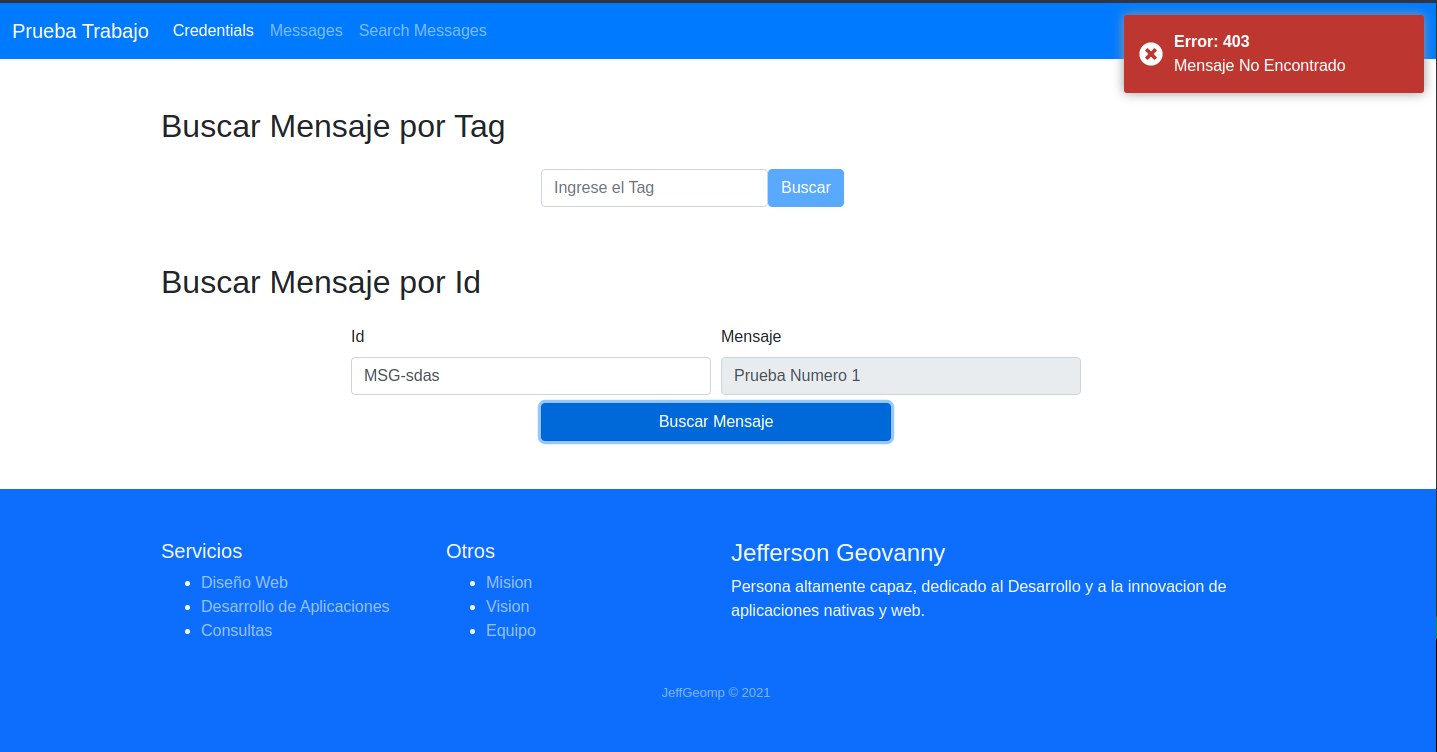 Prueba Trabajo Credentials Messages Search Messages
Error: 403
Mensaje No Encontrado
Buscar Mensaje por Tag
Ingrese el Tag Buscar
Buscar Mensaje por Id
Id Mensaje
MSG-sdas Prueba Numero 1
Buscar Mensaje
Servicios
Diseño Web
Desarrollo de Aplicaciones
Consultas
Otros
Mision
Vision
Equipo
Jefferson Geovanny
Persona altamente capaz, dedicado al Desarrollo y a la innovacion de
aplicaciones nativas y web.
JeffGeomp © 2021